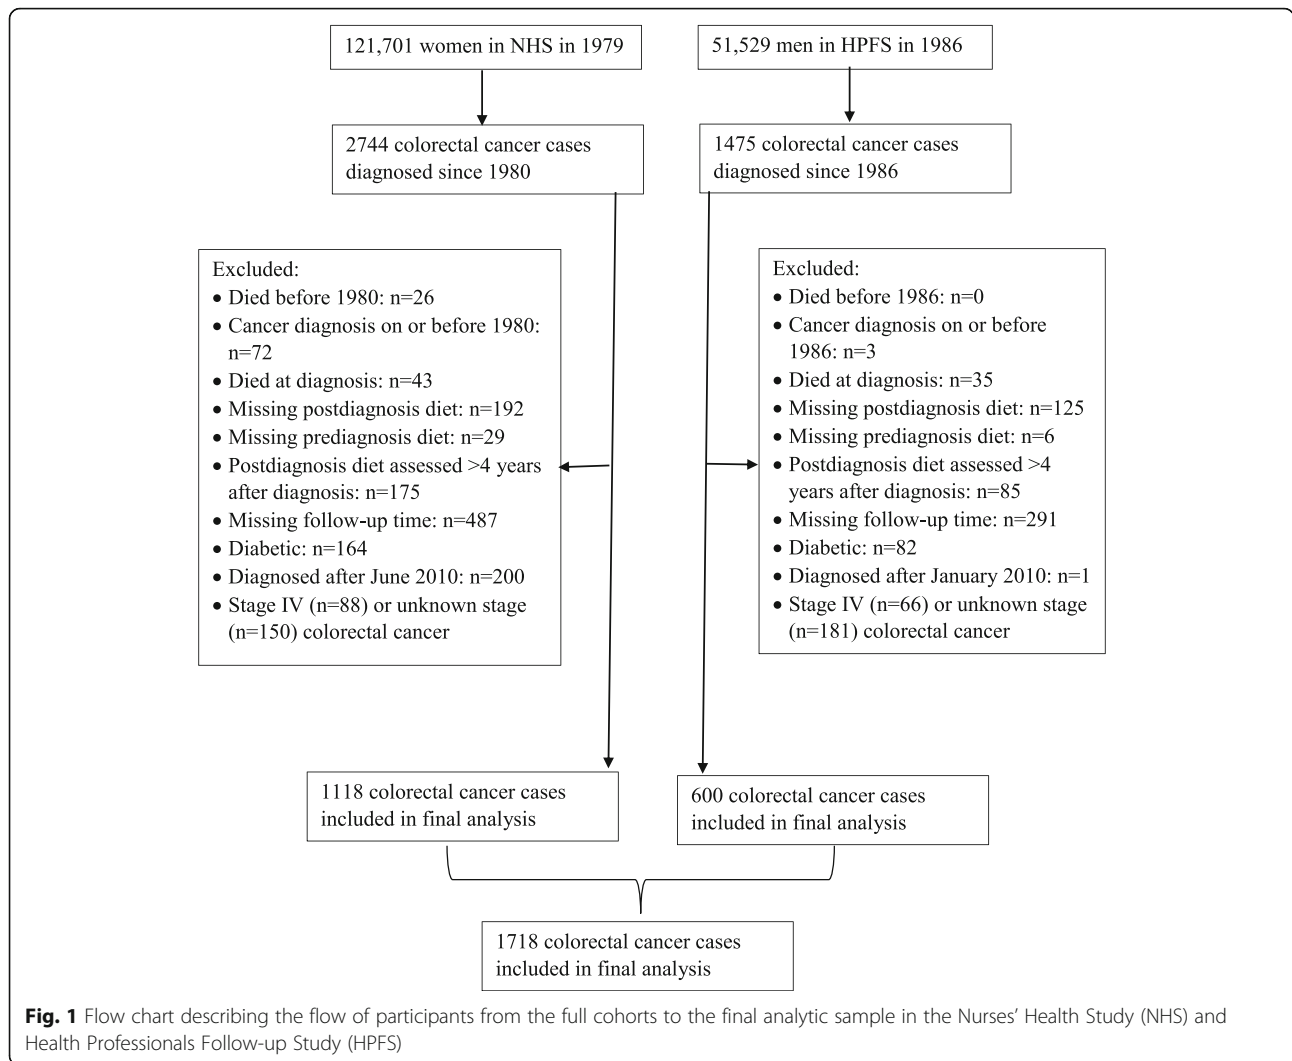 121,701 women in NHS in 1979
51,529 men in HPFS in 1986
2744 colorectal cancer cases
diagnosed since 1980
1475 colorectal cancer cases
diagnosed since 1986
Excluded:
• Died before 1980: n=26
• Cancer diagnosis on or before 1980:
n=72
• Died at diagnosis: n=43
• Missing postdiagnosis diet: n=192
• Missing prediagnosis diet: n=29
• Postdiagnosis diet assessed >4 years
after diagnosis: n=175
• Missing follow-up time: n=487
• Diabetic: n=164
• Diagnosed after June 2010: n=200
• Stage IV (n=88) or unknown stage
(n=150) colorectal cancer
Excluded:
• Died before 1986: n=0
• Cancer diagnosis on or before
1986: n=3
• Died at diagnosis: n=35
• Missing postdiagnosis diet: n=125
• Missing prediagnosis diet: n=6
• Postdiagnosis diet assessed >4
years after diagnosis: n=85
• Missing follow-up time: n=291
• Diabetic: n=82
• Diagnosed after January 2010: n=1
• Stage IV (n=66) or unknown stage
(n=181) colorectal cancer
1118 colorectal cancer cases
included in final analysis
600 colorectal cancer cases
included in final analysis
1718 colorectal cancer cases
included in final analysis
Fig. 1 Flow chart describing the flow of participants from the full cohorts to the final analytic sample in the Nurses’ Health Study (NHS) and
Health Professionals Follow-up Study (HPFS)